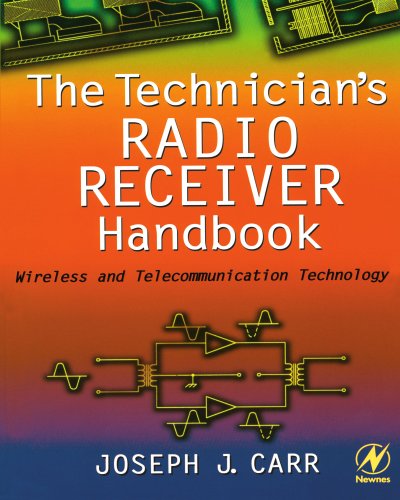 The Technician's
RADIO
RECEIVER
Handbook
Wireless and Telecommunication Technology
JOSEPH J. CARR
Newnes